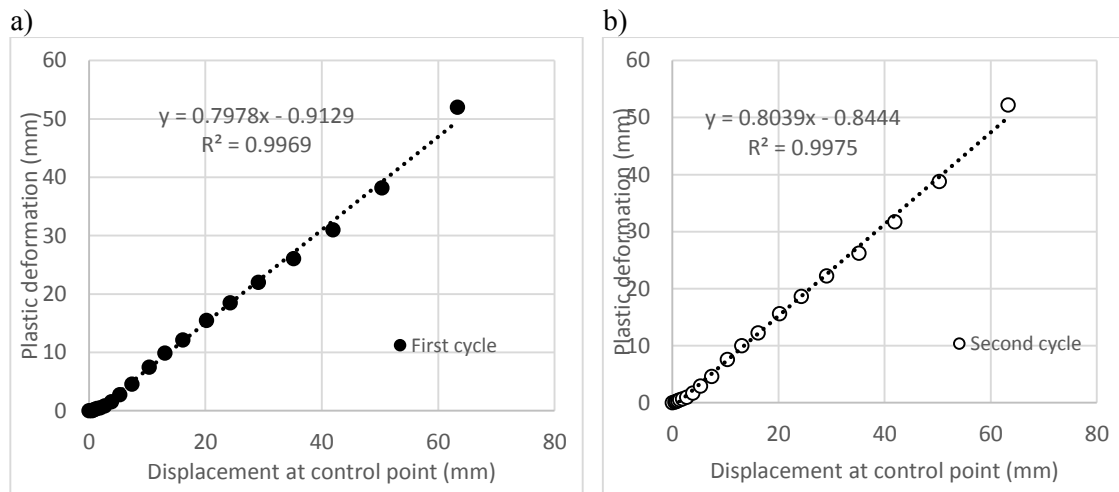 a)
60
50
40
30
20
10
0
0 20 40 60 80
Plastic deformation (mm)
Displacement at control point (mm)
y = 0.7978x - 0.9129
R² = 0.9969
First cycle
b)
60
50
40
30
20
10
0
0 20 40 60 80
Plastic deformation (mm)
Displacement at control point (mm)
y = 0.8039x - 0.8444
R² = 0.9975
Second cycle